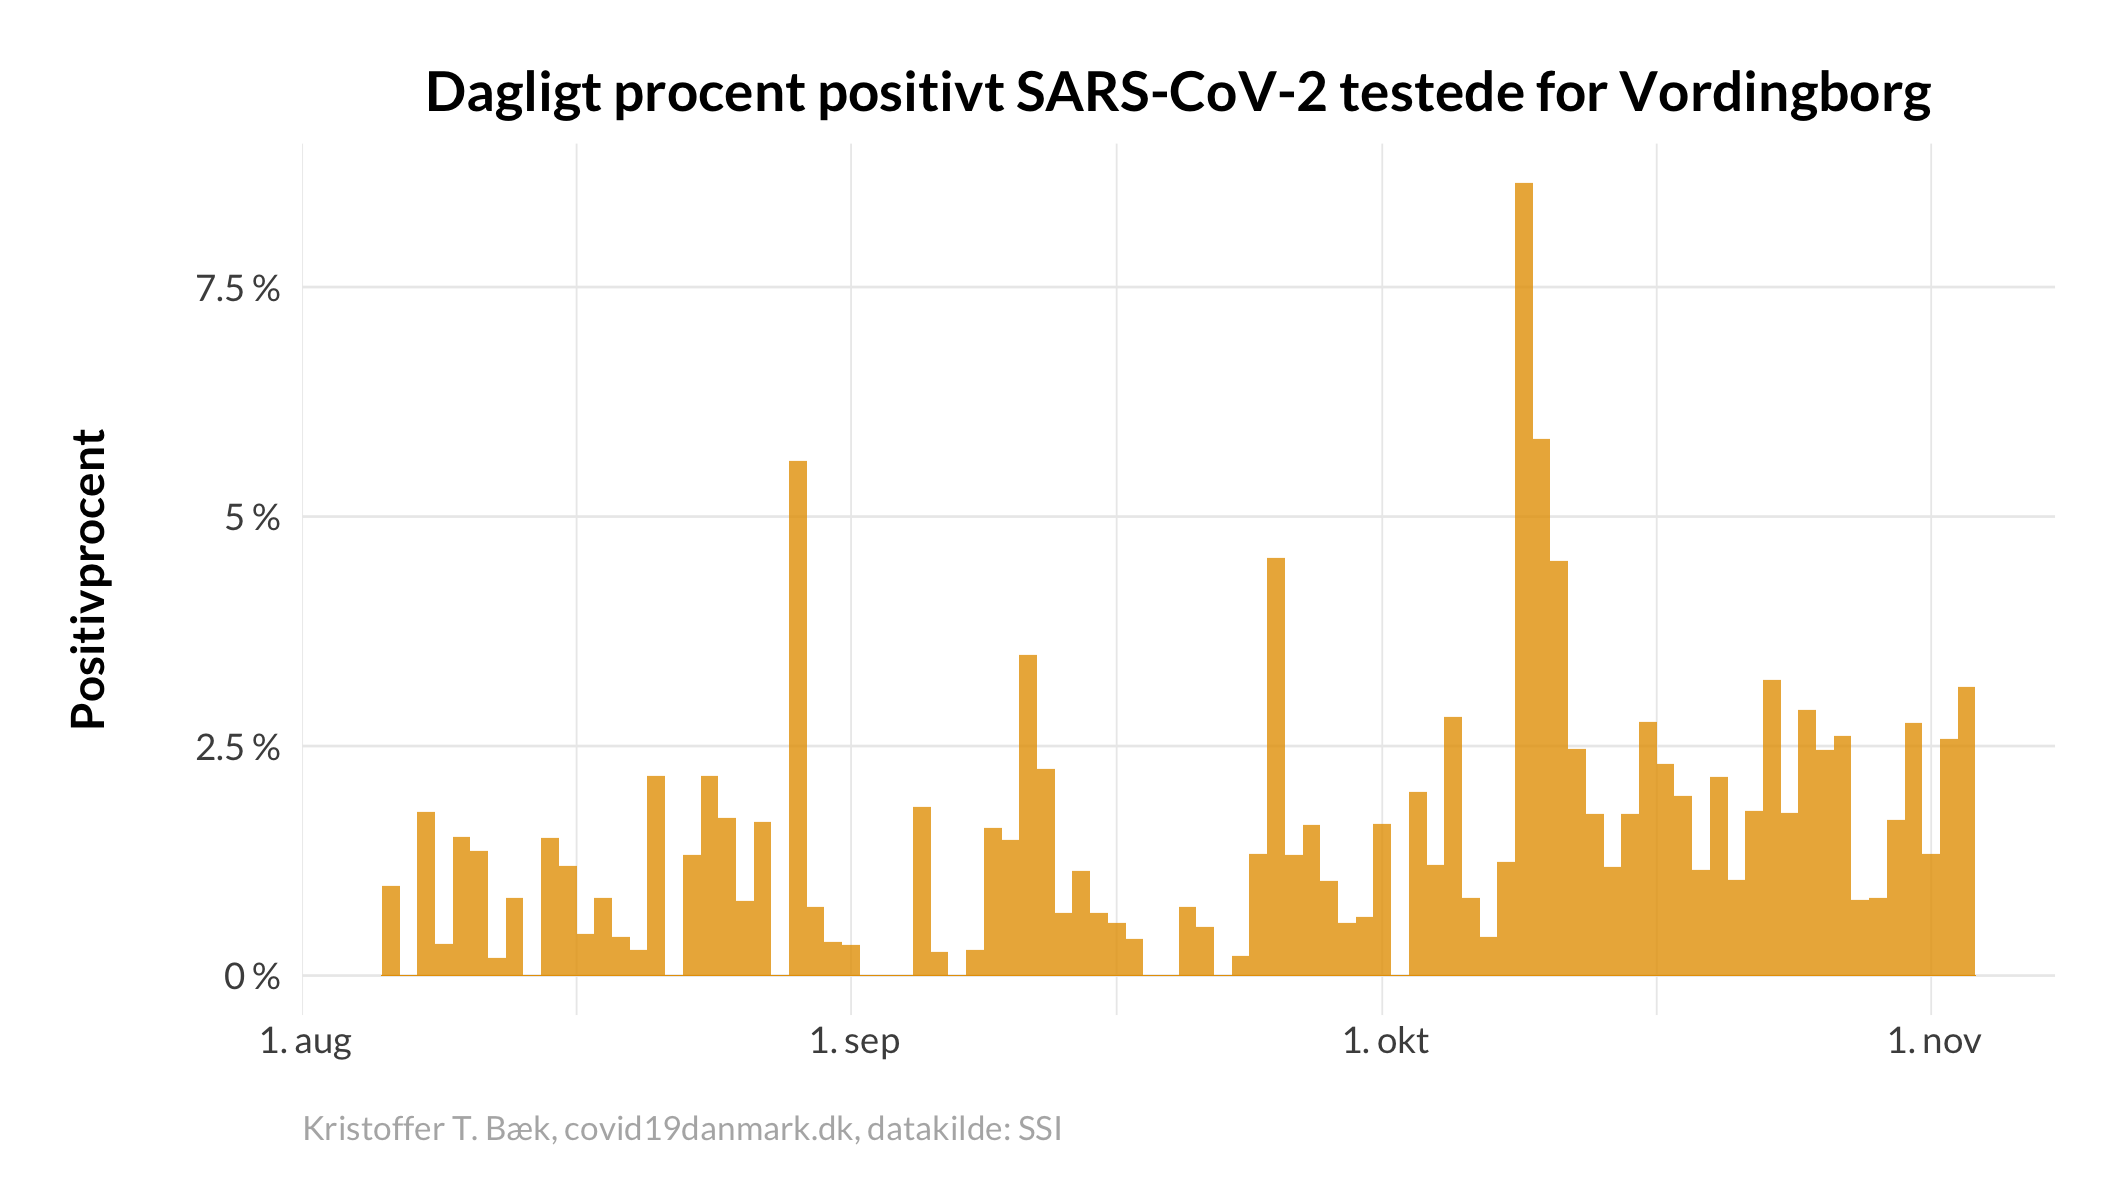 Dagligt procent positivt SARS-CoV-2 testede for Vordingborg
Positivprocent
7.5 %
5 %
2.5 %
0 %
1. aug
1. sep
1. okt
1. nov
Kristoffer T. Bæk, covid19danmark.dk, datakilde: SSI